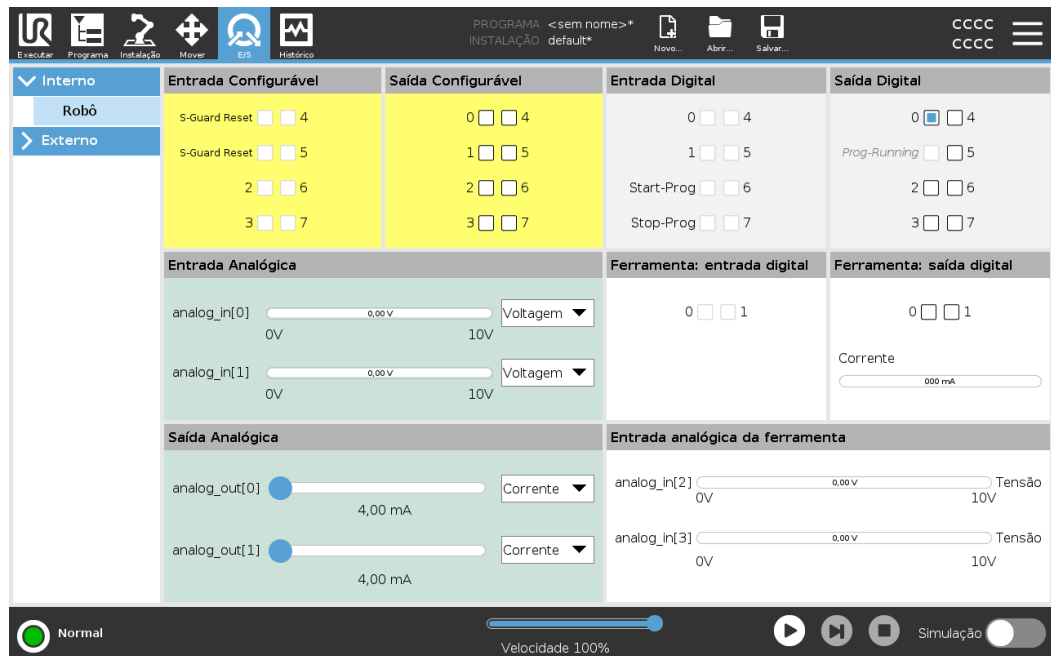 UR
Executar Programa Instalação Mover E/S Histórico
PROGRAMA <sem nome>*
INSTALAÇÃO default*
Novo... Abrir... Salvar...
CCCC
CCCC
Interno
Robô
Externo
Entrada Configurável Saída Configurável Entrada Digital Saída Digital
S-Guard Reset 4 0 4 0 4 0 4
S-Guard Reset 5 1 5 1 5 Prog-Running 5
2 6 2 6 Start-Prog 6 2 6
3 7 3 7 Stop-Prog 7 3 7
Entrada Analógica
analog_in[0] 0,00 V Voltagem
0V 10V
analog_in[1] 0,00 V Voltagem
0V 10V
Ferramenta: entrada digital
0 1
Ferramenta: saída digital
0 1
Corrente
000 mA
Saída Analógica
analog_out[0] Corrente
4,00 mA
analog_out[1] Corrente
4,00 mA
Entrada analógica da ferramenta
analog_in[2] 0,00 V Tensão
0V 10V
analog_in[3] 0,00 V Tensão
0V 10V
Normal
Velocidade 100%
Simulação